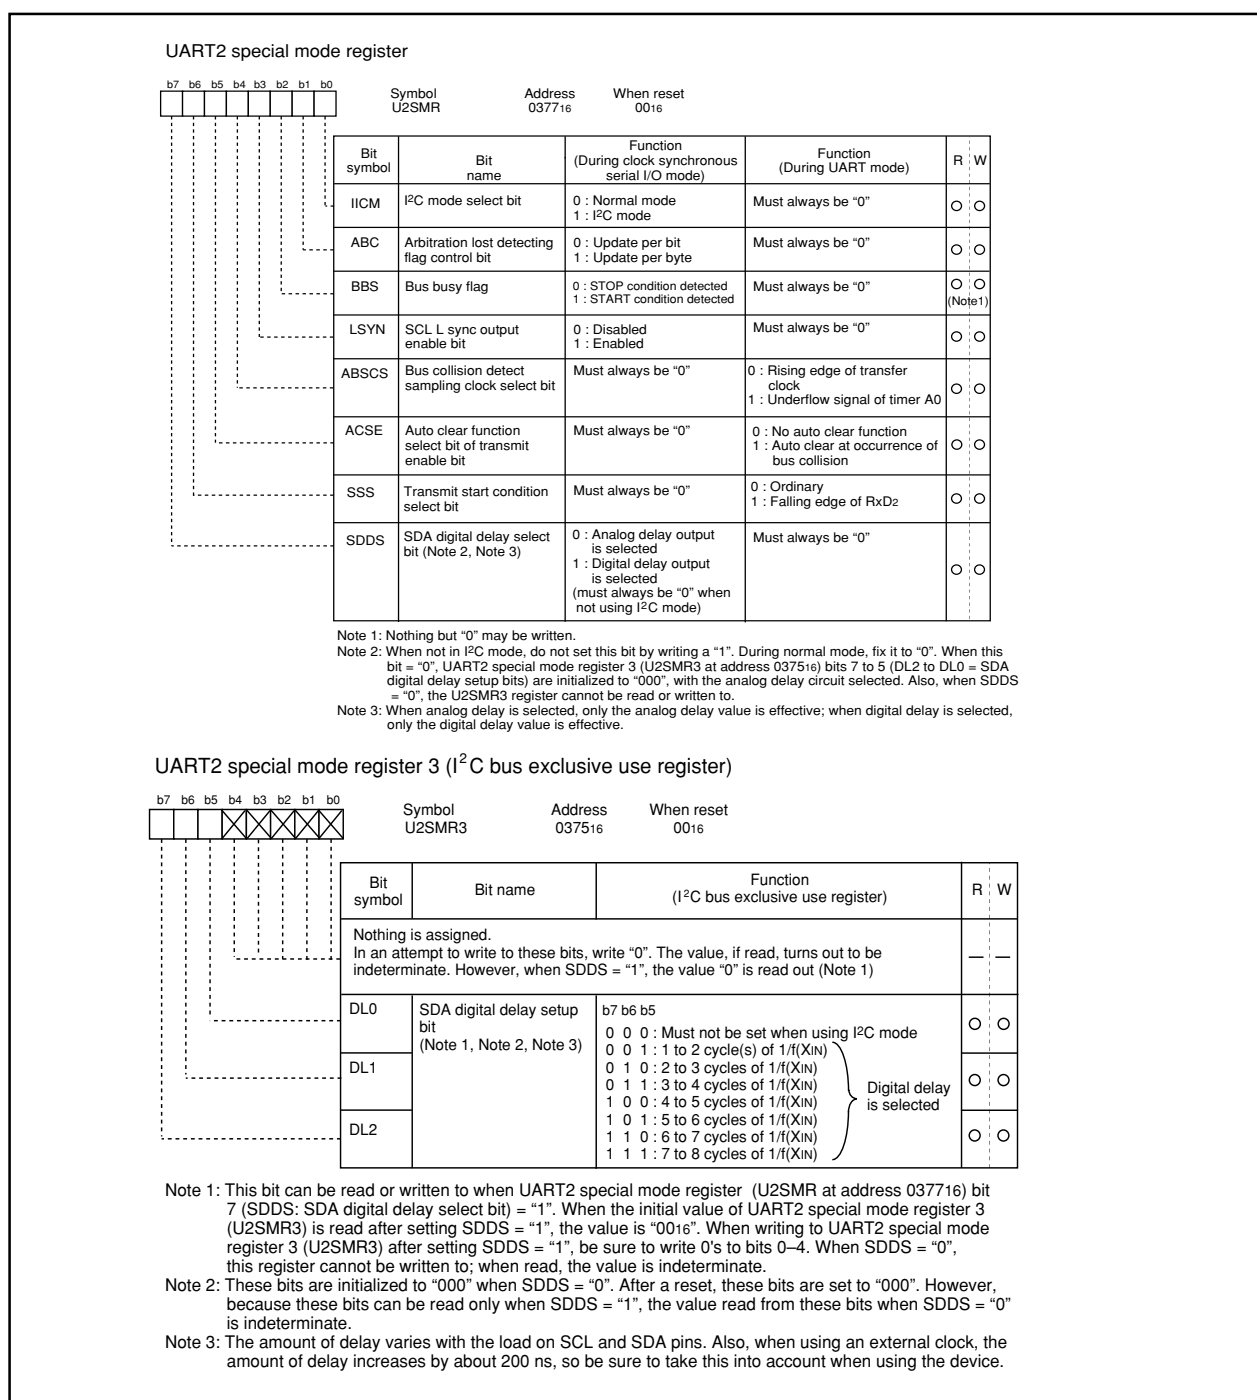 UART2 special mode register
b7 b6 b5 b4 b3 b2 b1 b0
Symbol Address When reset
U2SMR 037716 0016
Bit symbol Bit name Function (During clock synchronous serial I/O mode) Function (During UART mode) R W
IICM I2C mode select bit 0 : Normal mode Must always be “0”
1 : I2C mode
ABC Arbitration lost detecting 0 : Update per bit Must always be “0”
flag control bit 1 : Update per byte
BBS Bus busy flag 0 : STOP condition detected Must always be “0”
1 : START condition detected (Note1)
LSYN SCL L sync output 0 : Disabled Must always be “0”
enable bit 1 : Enabled
ABSCS Bus collision detect Must always be “0” 0 : Rising edge of transfer
sampling clock select bit clock
1 : Underflow signal of timer A0
ACSE Auto clear function Must always be “0” 0 : No auto clear function
select bit of transmit 1 : Auto clear at occurrence of
enable bit bus collision
SSS Transmit start condition Must always be “0” 0 : Ordinary
select bit 1 : Falling edge of RxD2
SDDS SDA digital delay select 0 : Analog delay output Must always be “0”
bit (Note 2, Note 3) is selected
1 : Digital delay output
is selected
(must always be “0” when
not using I2C mode)
Note 1: Nothing but “0” may be written.
Note 2: When not in I2C mode, do not set this bit by writing a “1”. During normal mode, fix it to “0”. When this
bit = “0”, UART2 special mode register 3 (U2SMR3 at address 037516) bits 7 to 5 (DL2 to DL0 = SDA
digital delay setup bits) are initialized to “000”, with the analog delay circuit selected. Also, when SDDS
= “0”, the U2SMR3 register cannot be read or written to.
Note 3: When analog delay is selected, only the analog delay value is effective; when digital delay is selected,
only the digital delay value is effective.
UART2 special mode register 3 (I2C bus exclusive use register)
b7 b6 b5 b4 b3 b2 b1 b0
Symbol Address When reset
U2SMR3 037516 0016
Bit symbol Bit name Function (I2C bus exclusive use register) R W
Nothing is assigned.
In an attempt to write to these bits, write “0”. The value, if read, turns out to be
indeterminate. However, when SDDS = “1”, the value “0” is read out (Note 1) — —
DL0 SDA digital delay setup b7 b6 b5
bit 0 0 0 : Must not be set when using I2C mode
(Note 1, Note 2, Note 3) 0 0 1 : 1 to 2 cycle(s) of 1/f(XIN)
DL1 0 1 0 : 2 to 3 cycles of 1/f(XIN)
0 1 1 : 3 to 4 cycles of 1/f(XIN) Digital delay
1 0 0 : 4 to 5 cycles of 1/f(XIN) is selected
1 0 1 : 5 to 6 cycles of 1/f(XIN)
DL2 1 1 0 : 6 to 7 cycles of 1/f(XIN)
1 1 1 : 7 to 8 cycles of 1/f(XIN)
Note 1: This bit can be read or written to when UART2 special mode register (U2SMR at address 037716) bit
7 (SDDS: SDA digital delay select bit) = “1”. When the initial value of UART2 special mode register 3
(U2SMR3) is read after setting SDDS = “1”, the value is “0016”. When writing to UART2 special mode
register 3 (U2SMR3) after setting SDDS = “1”, be sure to write 0's to bits 0–4. When SDDS = “0”,
this register cannot be written to; when read, the value is indeterminate.
Note 2: These bits are initialized to “000” when SDDS = “0”. After a reset, these bits are set to “000”. However,
because these bits can be read only when SDDS = “1”, the value read from these bits when SDDS = “0”
is indeterminate.
Note 3: The amount of delay varies with the load on SCL and SDA pins. Also, when using an external clock, the
amount of delay increases by about 200 ns, so be sure to take this into account when using the device.